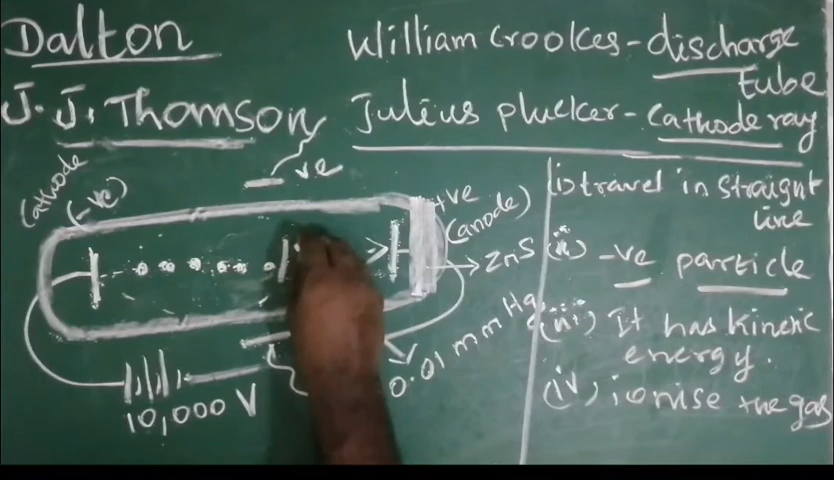 Dalton
J. J. Thomson
William Crookes - discharge
tube
Julius plucker - Cathode ray
Cathode
(-ve)
-ve
+ve
(anode)
ZnS
10,000 V
0.01 mm Hg
(i) travel in straight
line
(ii) -ve particle
(iii) It has Kinetic
energy.
(iv) ionise the gas